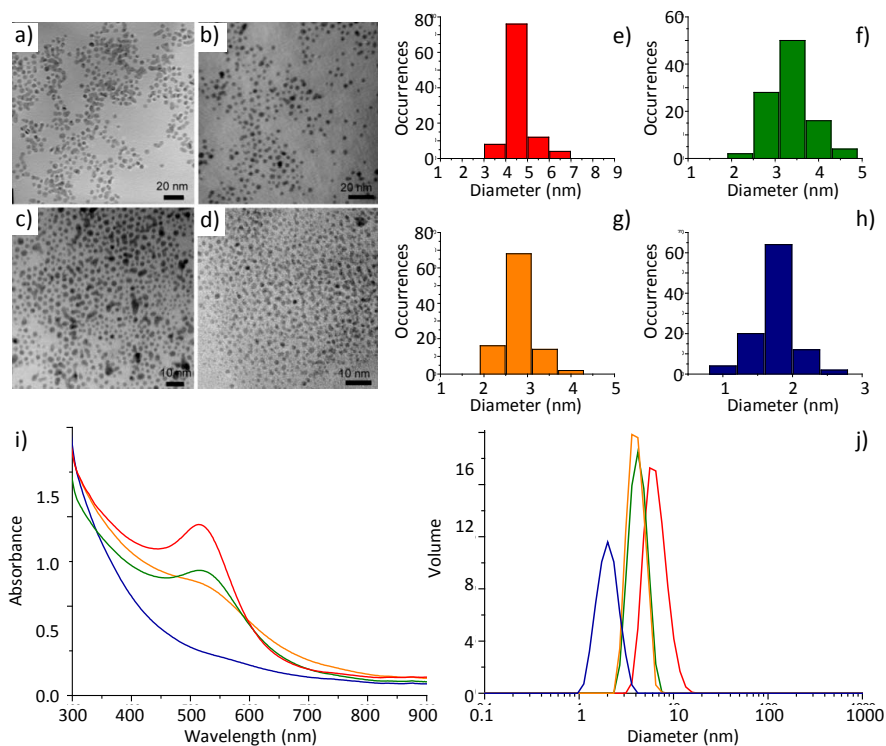 a)
20 nm
b)
20 nm
c)
10 nm
d)
10 nm
e)
Occurrences
80
60
40
20
0
1 2 3 4 5 6 7 8 9
Diameter (nm)
f)
Occurrences
60
40
20
0
1 2 3 4 5
Diameter (nm)
g)
Occurrences
80
60
40
20
0
1 2 3 4 5
Diameter (nm)
h)
Occurrences
80
60
40
20
0
1 2 3
Diameter (nm)
i)
Absorbance
1.5
1.0
0.5
0.0
300 400 500 600 700 800 900
Wavelength (nm)
j)
Volume
16
12
8
4
0
0.1 1 10 100 1000
Diameter (nm)